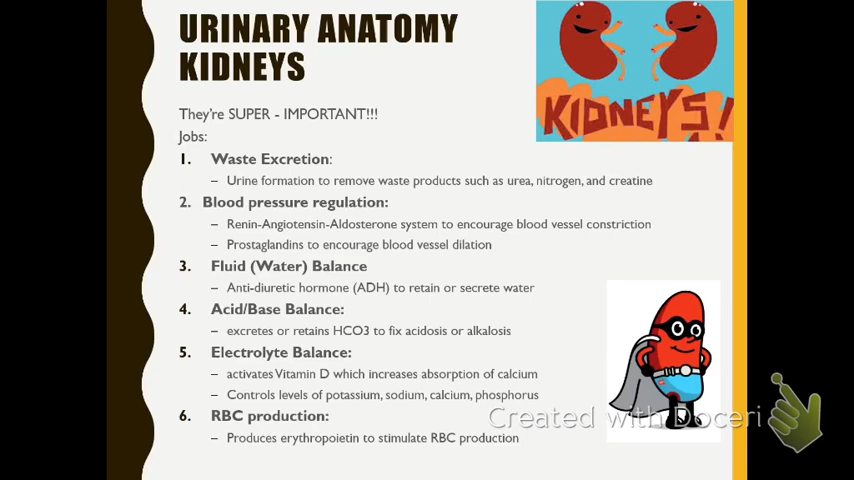 URINARY ANATOMY
KIDNEYS
KIDNEYS!
They're SUPER - IMPORTANT!!!
Jobs:
1. Waste Excretion:
– Urine formation to remove waste products such as urea, nitrogen, and creatine
2. Blood pressure regulation:
– Renin-Angiotensin-Aldosterone system to encourage blood vessel constriction
– Prostaglandins to encourage blood vessel dilation
3. Fluid (Water) Balance
– Anti-diuretic hormone (ADH) to retain or secrete water
4. Acid/Base Balance:
– excretes or retains HCO3 to fix acidosis or alkalosis
5. Electrolyte Balance:
– activates Vitamin D which increases absorption of calcium
– Controls levels of potassium, sodium, calcium, phosphorus
6. RBC production:
– Produces erythropoietin to stimulate RBC production
Created with Doceri